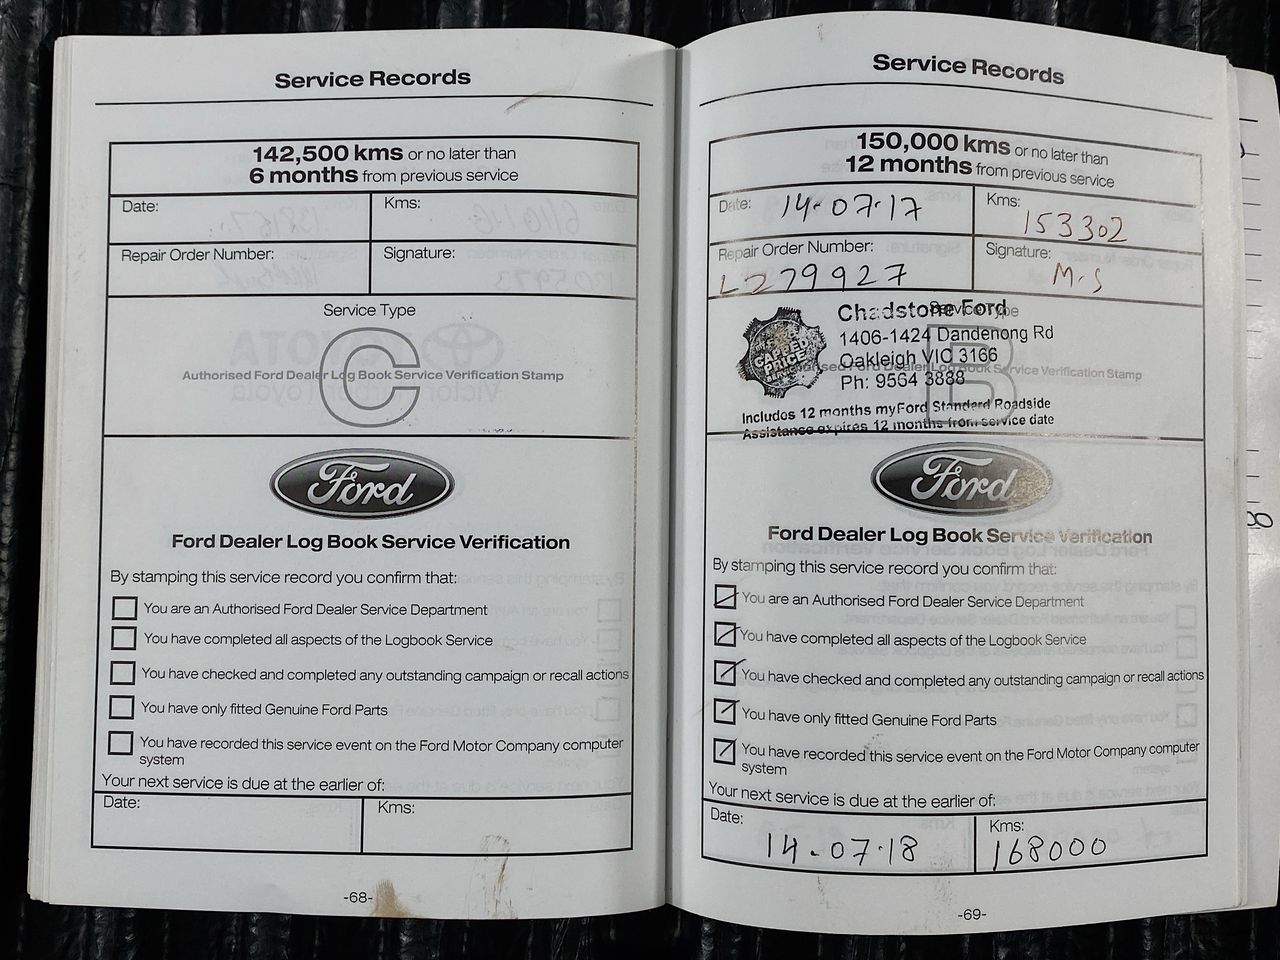 Service Records
142,500 kms or no later than
6 months from previous service
Date:
Kms:
Repair Order Number:
Signature:
Service Type
C
Authorised Ford Dealer Log Book Service Verification Stamp
Ford
Ford Dealer Log Book Service Verification
By stamping this service record you confirm that:
You are an Authorised Ford Dealer Service Department
You have completed all aspects of the Logbook Service
You have checked and completed any outstanding campaign or recall actions
You have only fitted Genuine Ford Parts
You have recorded this service event on the Ford Motor Company computer
system
Your next service is due at the earlier of:
Date:
Kms:
-68-
Service Records
150,000 kms or no later than
12 months from previous service
Date: 14.07.17
Kms:
153302
Repair Order Number:
L279927
Signature:
M.S
Service Type
B
Chadstone Ford
1406-1424 Dandenong Rd
Oakleigh VIC 3166
Ph: 9564 3888
CAPPED
PRICE
Ford Dealer Log Book Service Verification Stamp
Includes 12 months myFord Standard Roadside
Assistance expires 12 months from service date
Ford
Ford Dealer Log Book Service Verification
By stamping this service record you confirm that:
You are an Authorised Ford Dealer Service Department
You have completed all aspects of the Logbook Service
You have checked and completed any outstanding campaign or recall actions
You have only fitted Genuine Ford Parts
You have recorded this service event on the Ford Motor Company computer
system
Your next service is due at the earlier of:
Date:
14.07.18
Kms:
168000
-69-